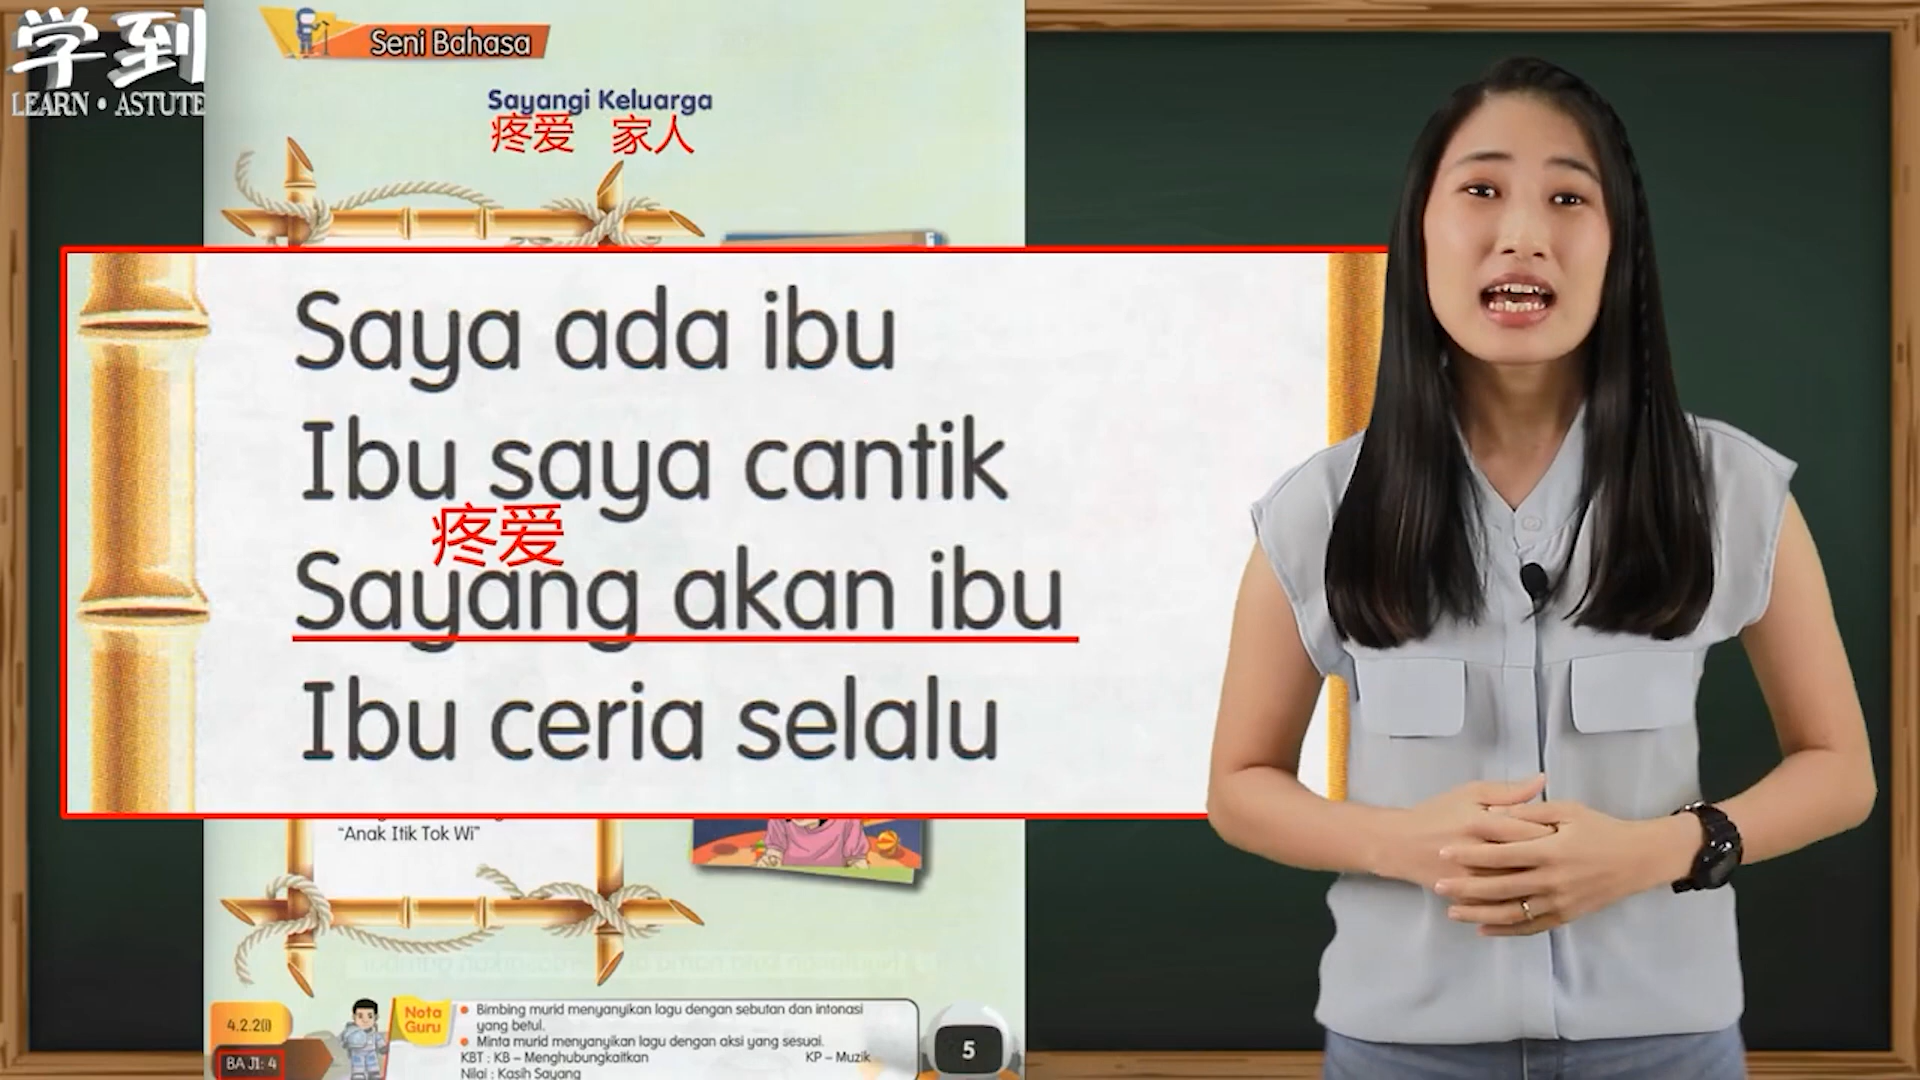 学到
LEARN • ASTUTE
Seni Bahasa
Sayangi Keluarga
疼爱 家人
Saya ada ibu
Ibu saya cantik
疼爱
Sayang akan ibu
Ibu ceria selalu
“Anak Itik Tok Wi”
4.2.2(i)
BA J1: 4
Nota
Guru
• Bimbing murid menyanyikan lagu dengan sebutan dan intonasi
yang betul.
• Minta murid menyanyikan lagu dengan aksi yang sesuai.
KBT : KB – Menghubungkaitkan KP – Muzik
Nilai : Kasih Sayang
5